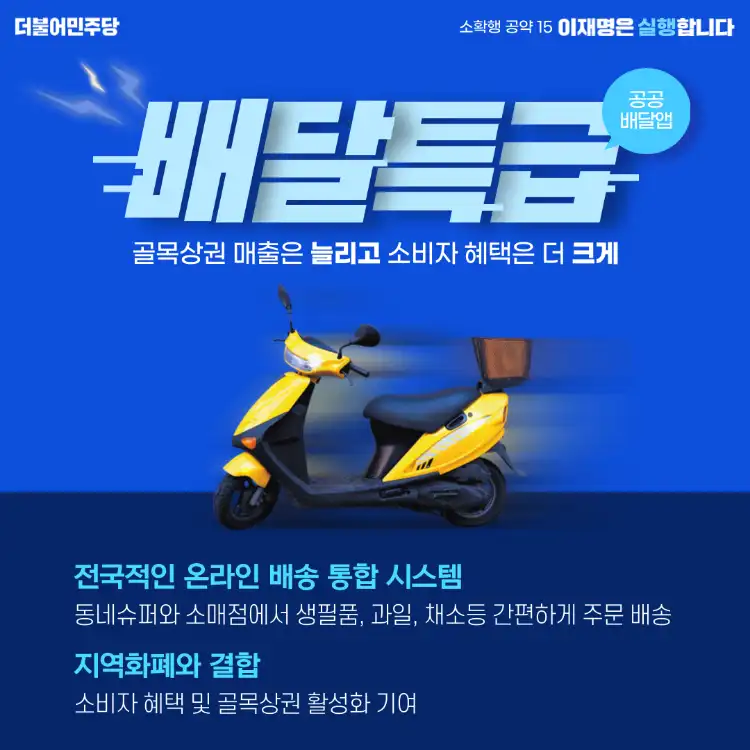 더불어민주당
소확행 공약 15 이재명은 실행합니다
공공
배달앱
배달특급
골목상권 매출은 늘리고 소비자 혜택은 더 크게
전국적인 온라인 배송 통합 시스템
동네슈퍼와 소매점에서 생필품, 과일, 채소등 간편하게 주문 배송
지역화폐와 결합
소비자 혜택 및 골목상권 활성화 기여